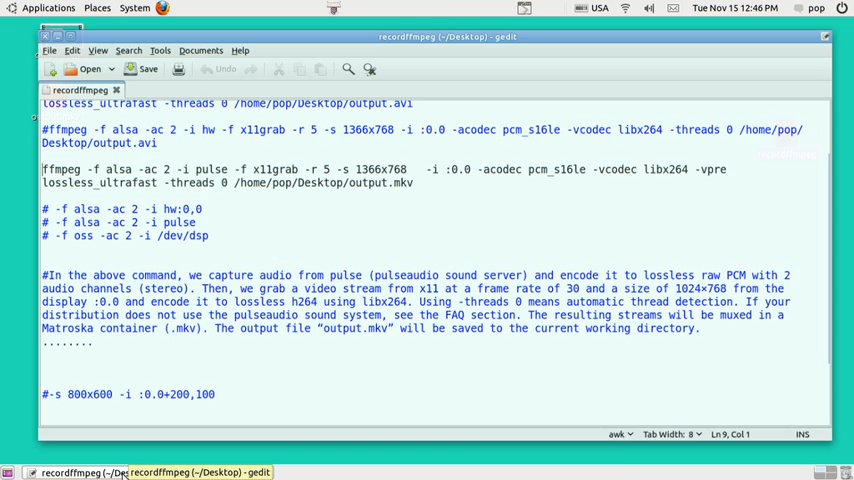 Applications Places System
USA Tue Nov 15 12:46 PM pop
recordffmpeg (~/Desktop) - gedit
File Edit View Search Tools Documents Help
Open Save Undo
recordffmpeg
lossless_ultrafast -threads 0 /home/pop/Desktop/output.avi
#ffmpeg -f alsa -ac 2 -i hw -f x11grab -r 5 -s 1366x768 -i :0.0 -acodec pcm_s16le -vcodec libx264 -threads 0 /home/pop/
Desktop/output.avi
ffmpeg -f alsa -ac 2 -i pulse -f x11grab -r 5 -s 1366x768   -i :0.0 -acodec pcm_s16le -vcodec libx264 -vpre
lossless_ultrafast -threads 0 /home/pop/Desktop/output.mkv
# -f alsa -ac 2 -i hw:0,0
# -f alsa -ac 2 -i pulse
# -f oss -ac 2 -i /dev/dsp
#In the above command, we capture audio from pulse (pulseaudio sound server) and encode it to lossless raw PCM with 2
audio channels (stereo). Then, we grab a video stream from x11 at a frame rate of 30 and a size of 1024×768 from the
display :0.0 and encode it to lossless h264 using libx264. Using -threads 0 means automatic thread detection. If your
distribution does not use the pulseaudio sound system, see the FAQ section. The resulting streams will be muxed in a
Matroska container (.mkv). The output file “output.mkv” will be saved to the current working directory.
........
#-s 800x600 -i :0.0+200,100
awk Tab Width: 8 Ln 9, Col 1 INS
recordffmpeg (~/Des recordffmpeg (~/Desktop) - gedit